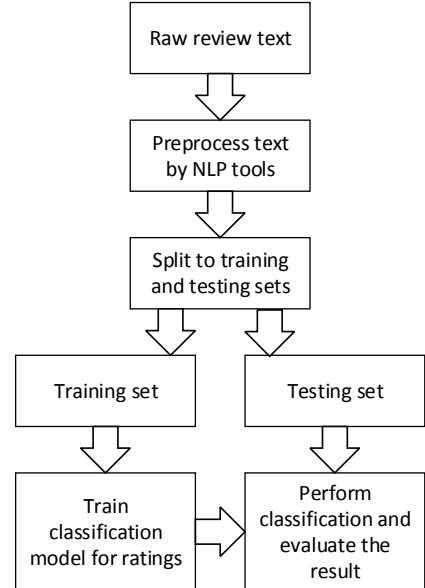 Raw review text
Preprocess text
by NLP tools
Split to training
and testing sets
Training set
Testing set
Train
classification
model for ratings
Perform
classification and
evaluate the
result